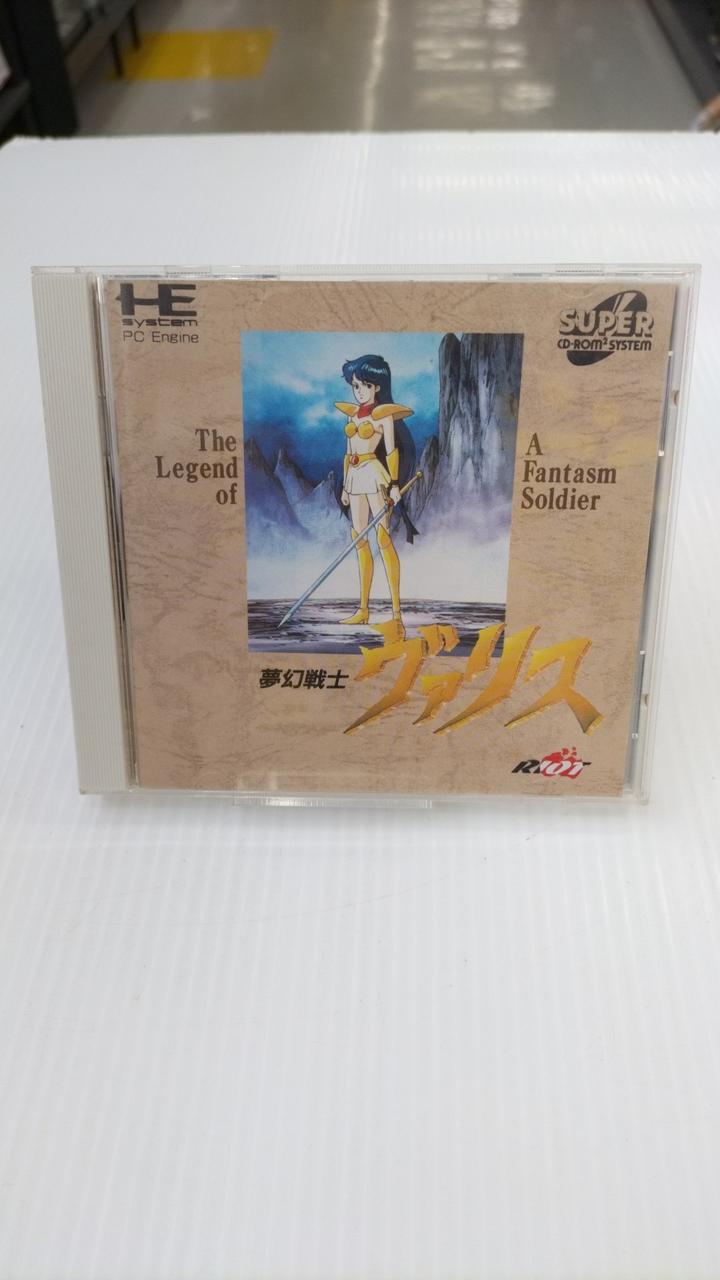 HE
system
PC Engine
SUPER
CD-ROM² SYSTEM
The
Legend
of
A
Fantasm
Soldier
夢幻戦士
ヴァリス
RIOT